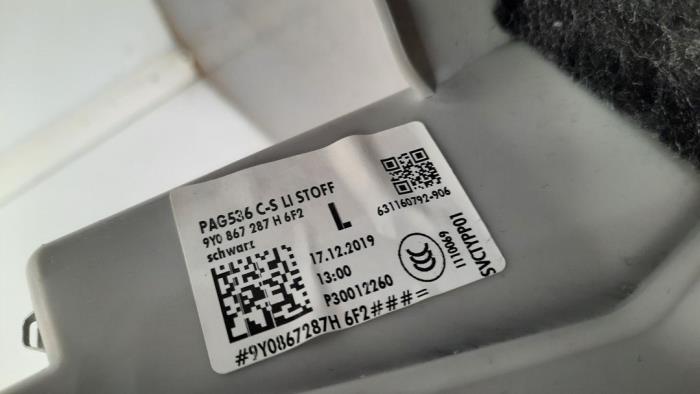 PAG536 C-S LI STOFF
9Y0 867 287 H 6F2
schwarz
L
17.12.2019
13:00
P30012260
#9Y0867287H 6F2###=
631160792-906
CCC
1110069
SVCTYPP01